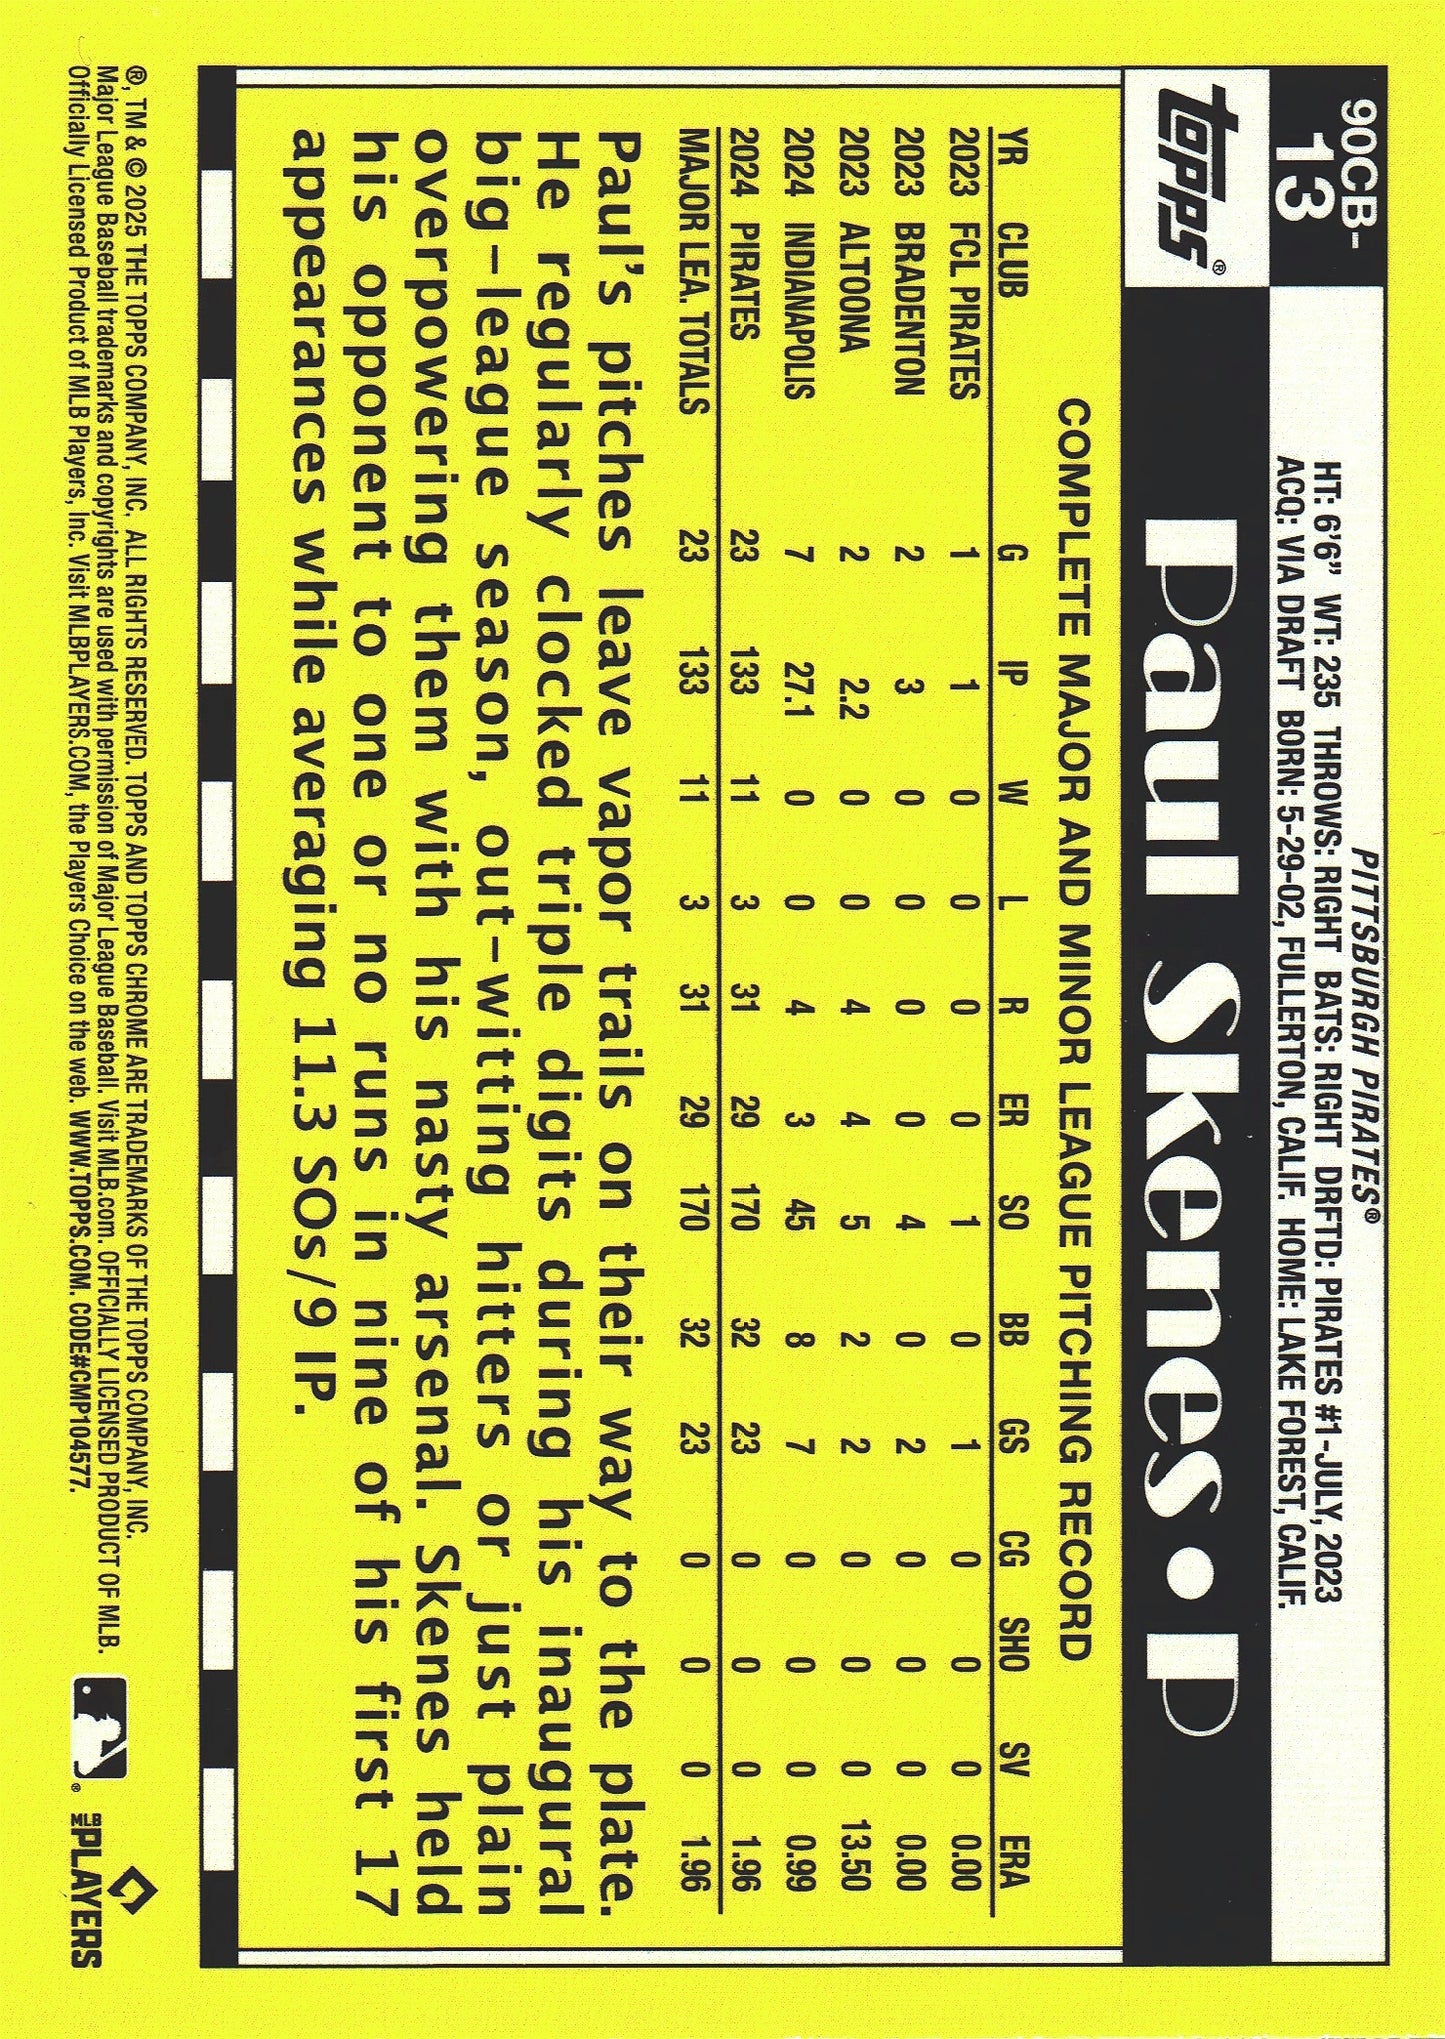 90CB-
13
topps®
PITTSBURGH PIRATES®
HT: 6'6" WT: 235 THROWS: RIGHT BATS: RIGHT DRFTD: PIRATES #1-JULY, 2023
ACQ: VIA DRAFT BORN: 5-29-02, FULLERTON, CALIF. HOME: LAKE FOREST, CALIF.
Paul Skenes • P
COMPLETE MAJOR AND MINOR LEAGUE PITCHING RECORD
YR CLUB G IP W L R ER SO BB GS CG SHO SV ERA
2023 FCL PIRATES 1 1 0 0 0 0 1 0 1 0 0 0 0.00
2023 BRADENTON 2 3 0 0 0 0 4 0 2 0 0 0 0.00
2023 ALTOONA 2 2.2 0 0 4 4 5 2 2 0 0 0 13.50
2024 INDIANAPOLIS 7 27.1 0 0 4 3 45 8 7 0 0 0 0.99
2024 PIRATES 23 133 11 3 31 29 170 32 23 0 0 0 1.96
MAJOR LEA. TOTALS 23 133 11 3 31 29 170 32 23 0 0 0 1.96
Paul's pitches leave vapor trails on their way to the plate.
He regularly clocked triple digits during his inaugural
big-league season, out-witting hitters or just plain
overpowering them with his nasty arsenal. Skenes held
his opponent to one or no runs in nine of his first 17
appearances while averaging 11.3 SOs/9 IP.
®, TM & © 2025 THE TOPPS COMPANY, INC. ALL RIGHTS RESERVED. TOPPS AND TOPPS CHROME ARE TRADEMARKS OF THE TOPPS COMPANY, INC.
Major League Baseball trademarks and copyrights are used with permission of Major League Baseball. Visit MLB.com. OFFICIALLY LICENSED PRODUCT OF MLB.
Officially Licensed Product of MLB Players, Inc. Visit MLBPLAYERS.COM, the Players Choice on the web. WWW.TOPPS.COM. CODE#CMP104577.
®
MLB PLAYERS